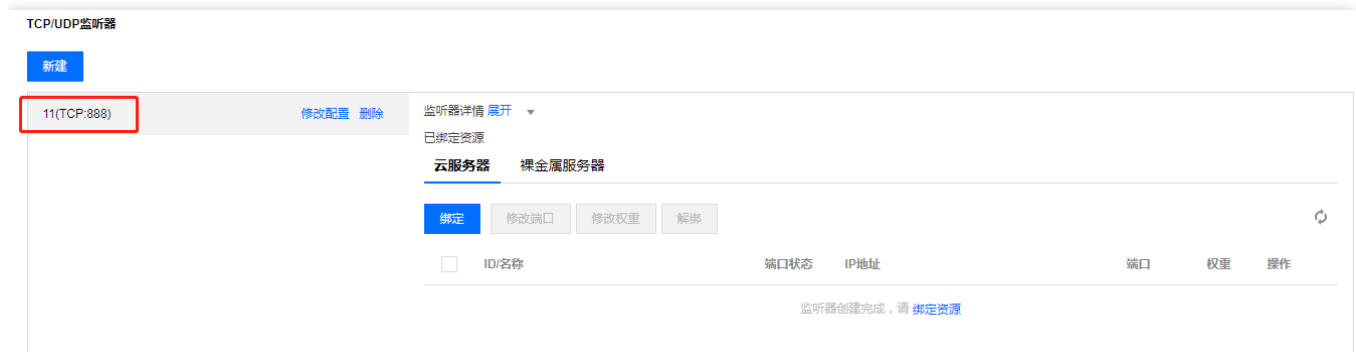 TCP/UDP监听器
新建
11(TCP:888) 修改配置 删除
监听器详情 展开
已绑定资源
云服务器 裸金属服务器
绑定 修改端口 修改权重 解绑
ID/名称 端口状态 IP地址 端口 权重 操作
监听器创建完成，请 绑定资源